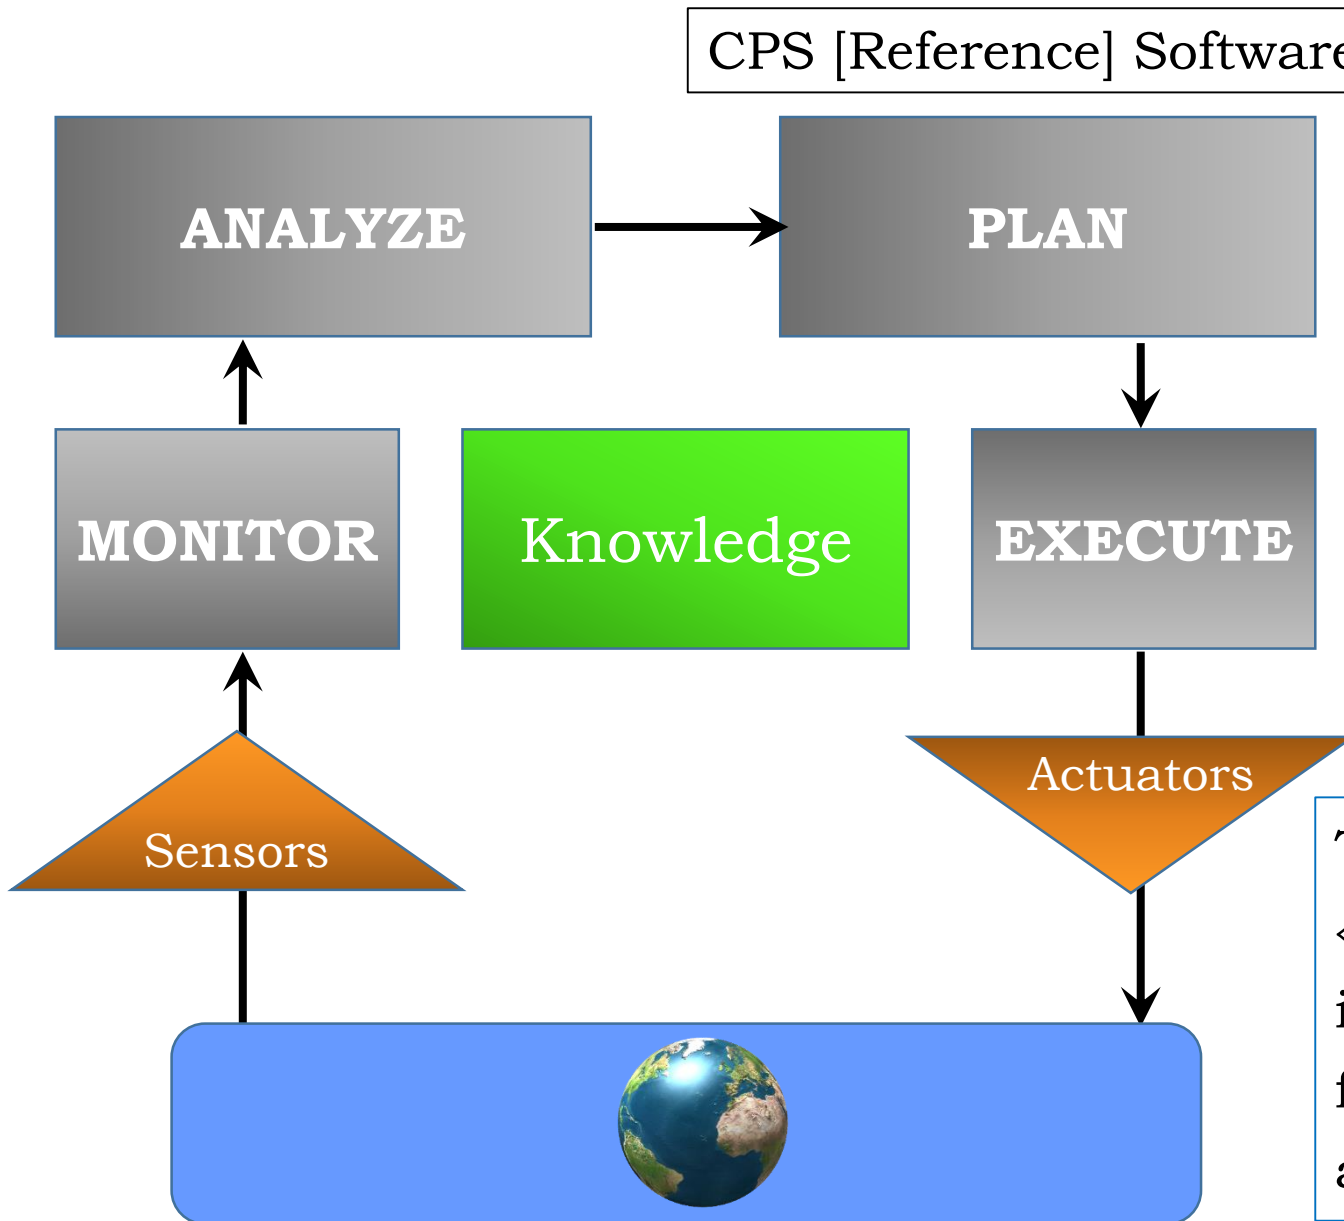 CPS [Reference] Software
ANALYZE
PLAN
MONITOR
Knowledge
EXECUTE
Sensors
Actuators